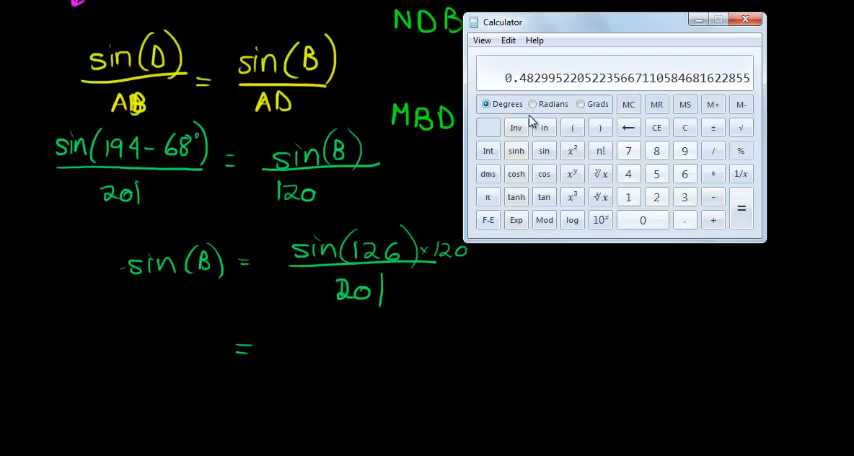 NDB
sin(D) / AB = sin(B) / AD
MBD
sin(194-68°) / 201 = sin(B) / 120
sin(B) = sin(126)×120 / 201
=
Calculator
View Edit Help
0.48299522052235667110584681622855
Degrees Radians Grads MC MR MS M+ M-
Inv ln ( ) ← CE C ± √
Int sinh sin x² n! 7 8 9 / %
dms cosh cos xʸ ʸ√x 4 5 6 * 1/x
π tanh tan x³ ³√x 1 2 3 - =
F-E Exp Mod log 10ˣ 0 . +